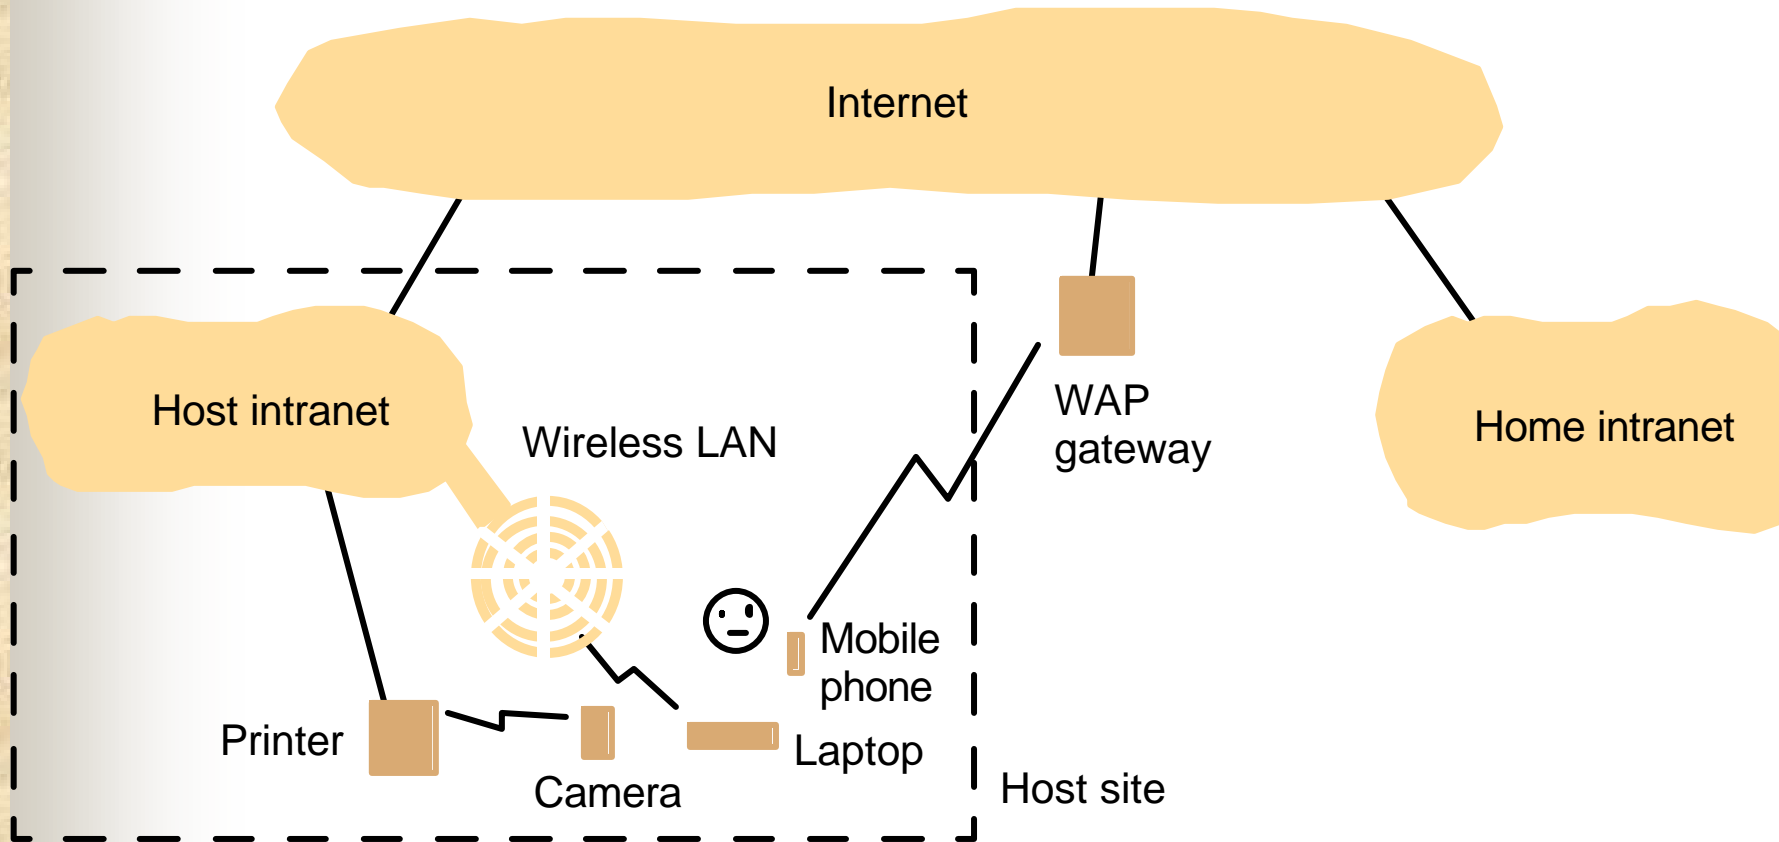 Internet
WAP
gateway
Host intranet
Wireless LAN
Home intranet
Mobile
phone
Printer
Laptop
Camera
Host site